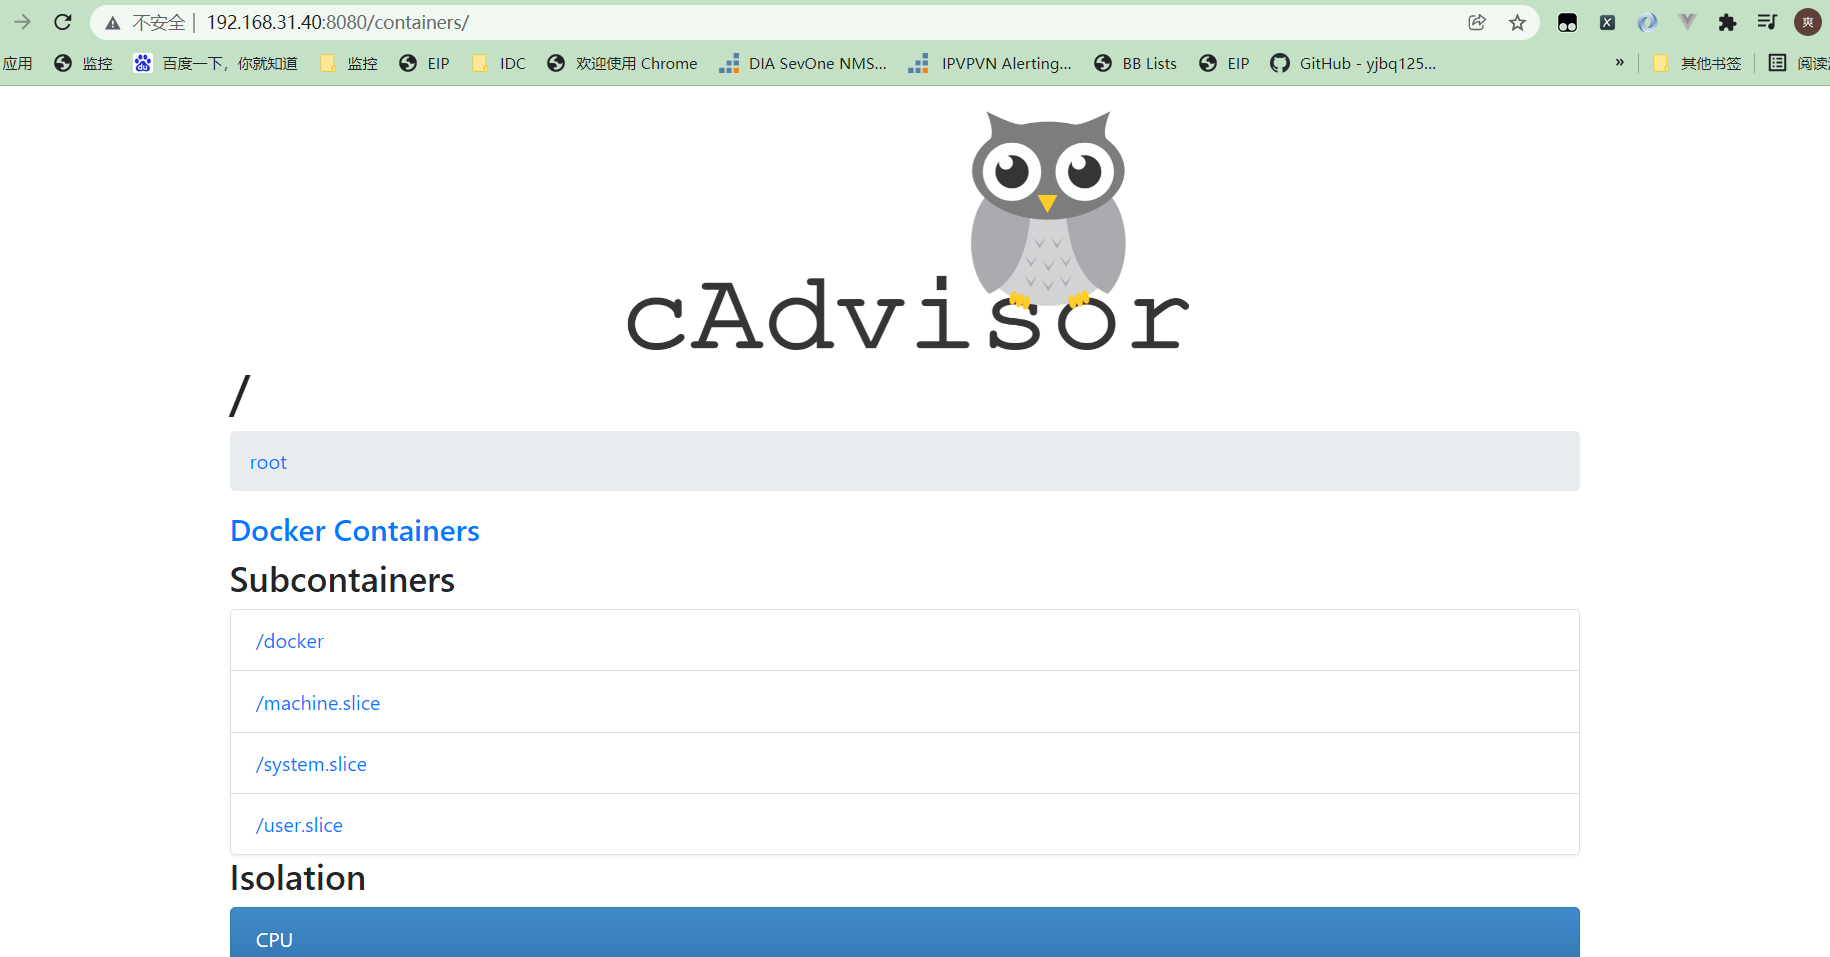 不安全 | 192.168.31.40:8080/containers/
应用 监控 百度一下，你就知道 监控 EIP IDC 欢迎使用 Chrome DIA SevOne NMS... IPVPVN Alerting... BB Lists EIP GitHub - yjbq125... » 其他书签 阅读
cAdvisor
/
root
Docker Containers
Subcontainers
/docker
/machine.slice
/system.slice
/user.slice
Isolation
CPU